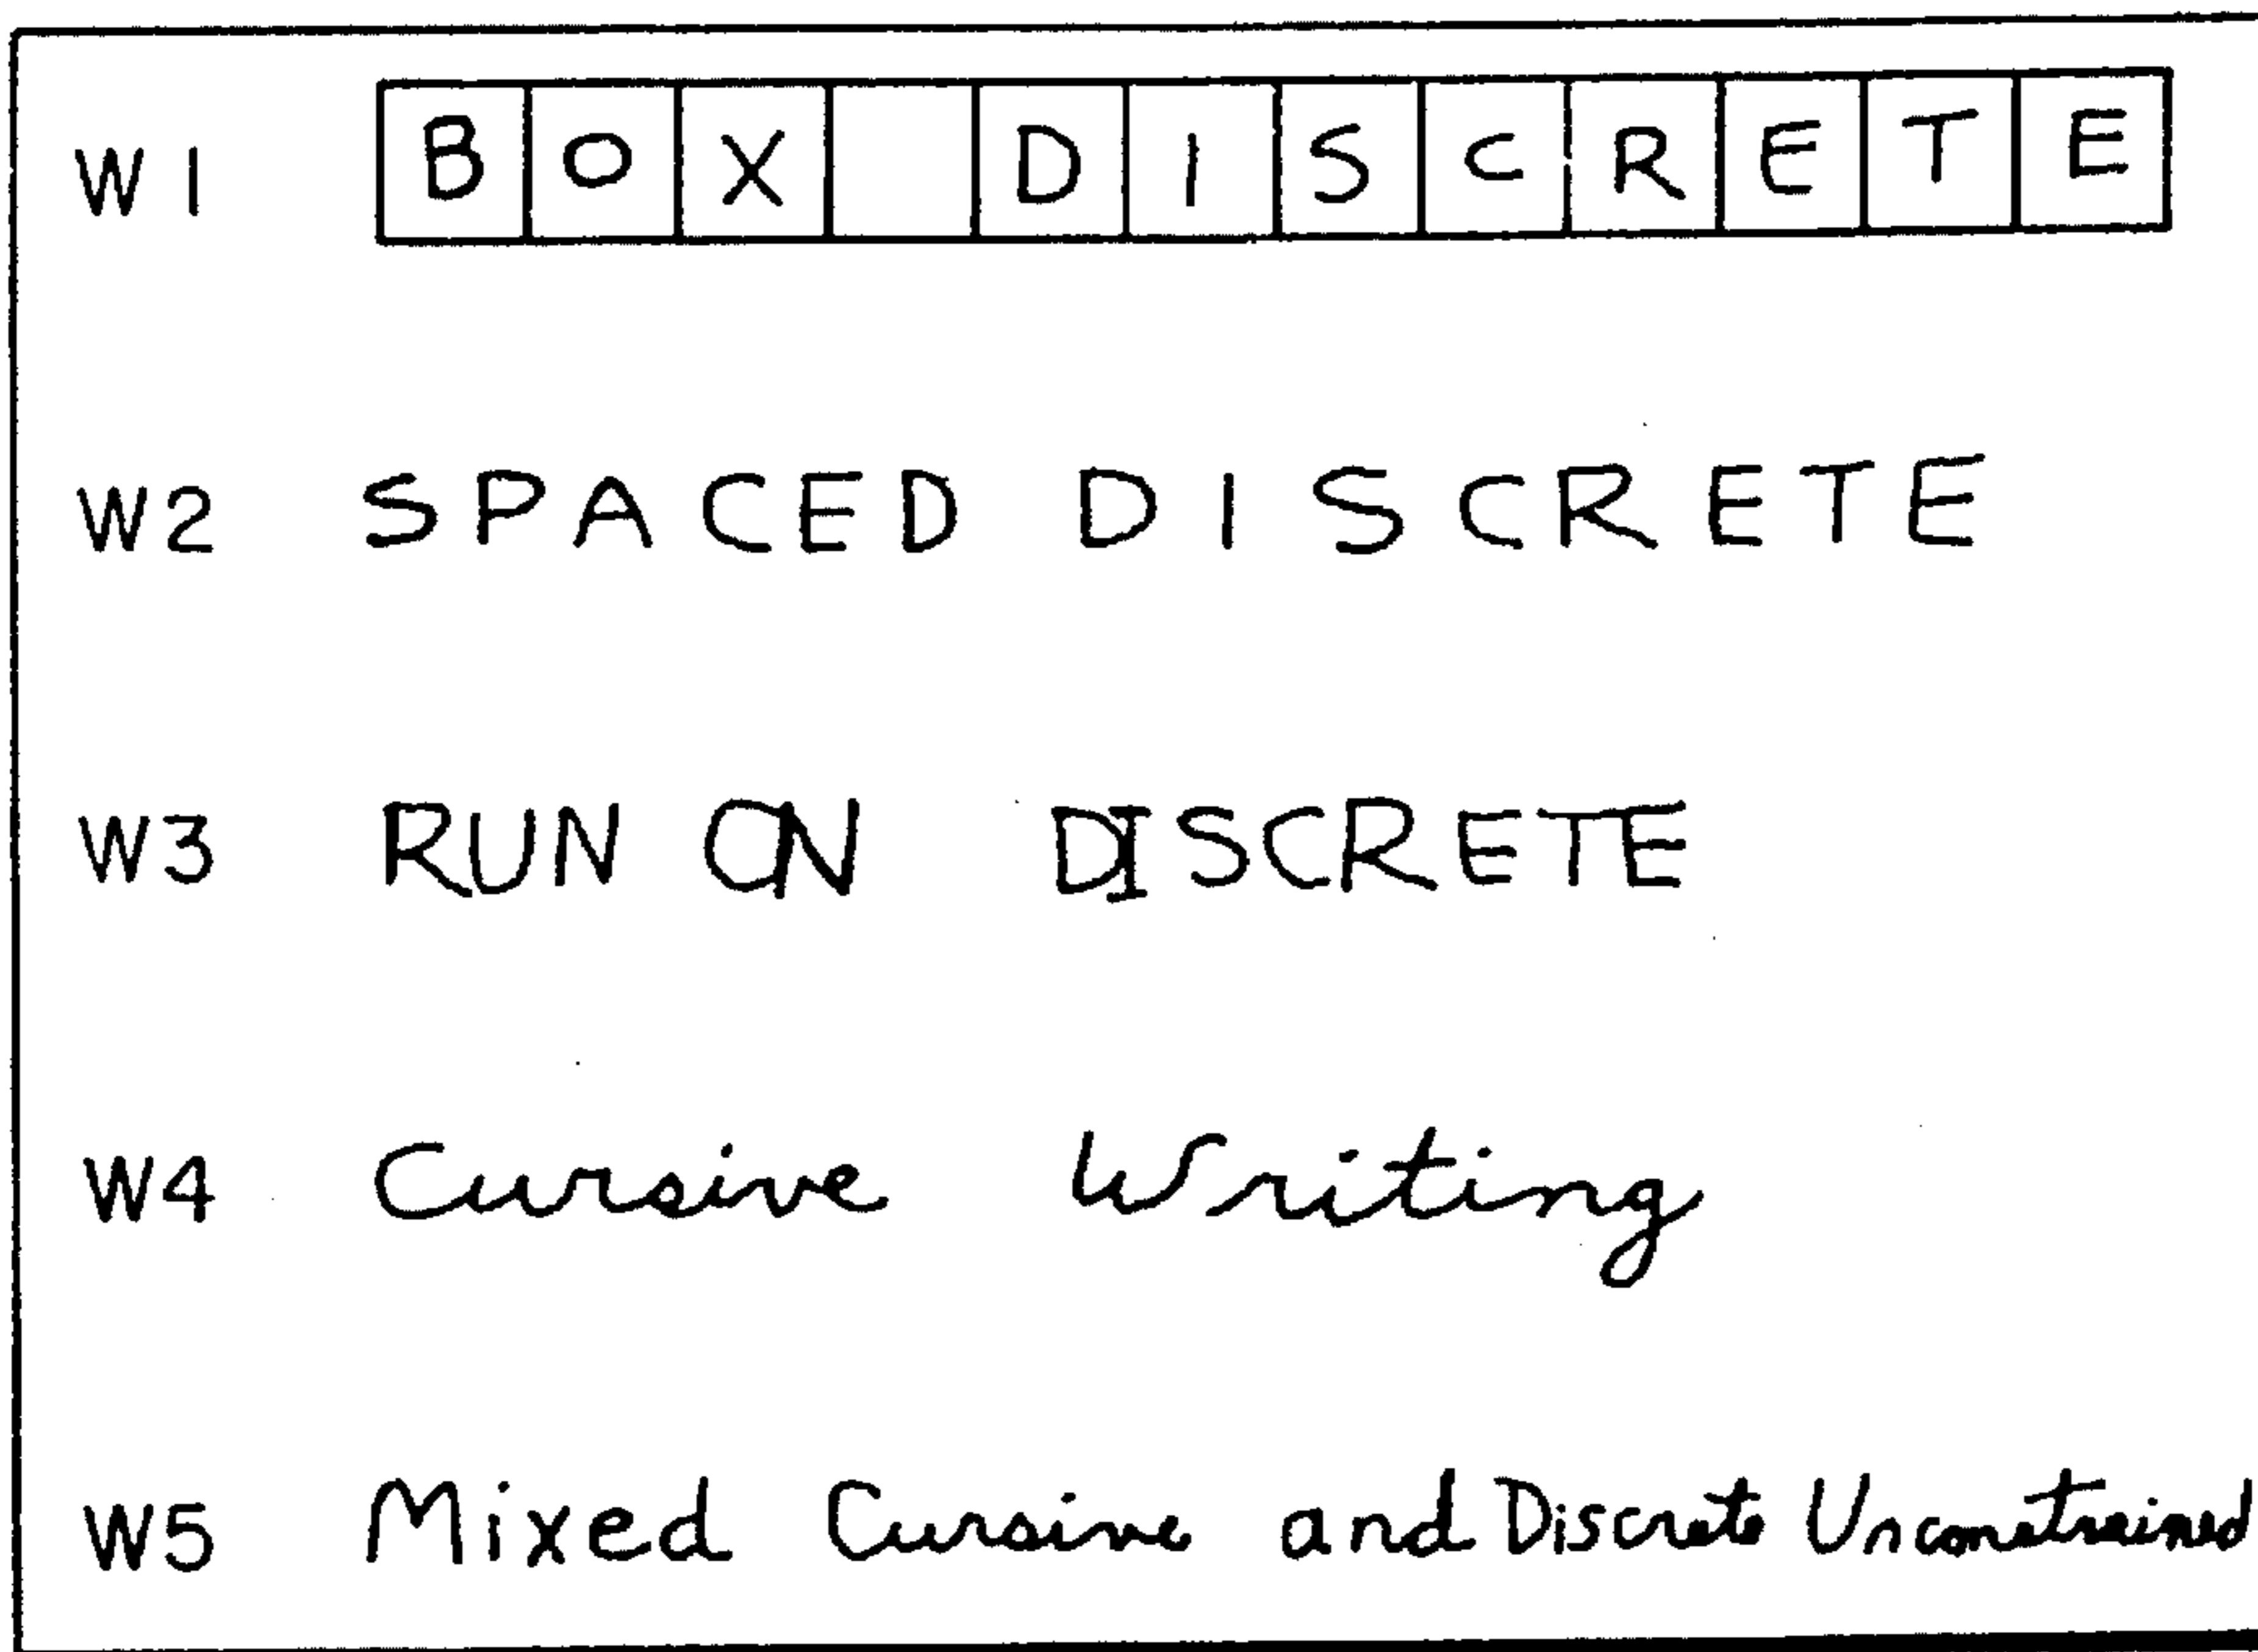 W1 BOX DISCRETE
W2 SPACED DISCRETE
W3 RUN ON DISCRETE
W4 Cursive Writing
W5 Mixed Cursive and Discrete Unconstrained